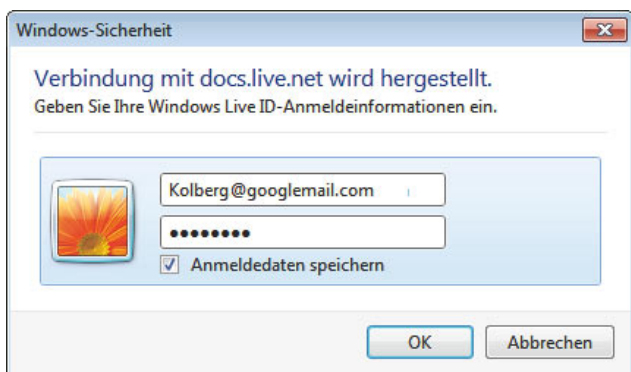 Windows-Sicherheit
Verbindung mit docs.live.net wird hergestellt.
Geben Sie Ihre Windows Live ID-Anmeldeinformationen ein.
Kolberg@googlemail.com
●●●●●●●●
Anmeldedaten speichern
OK Abbrechen